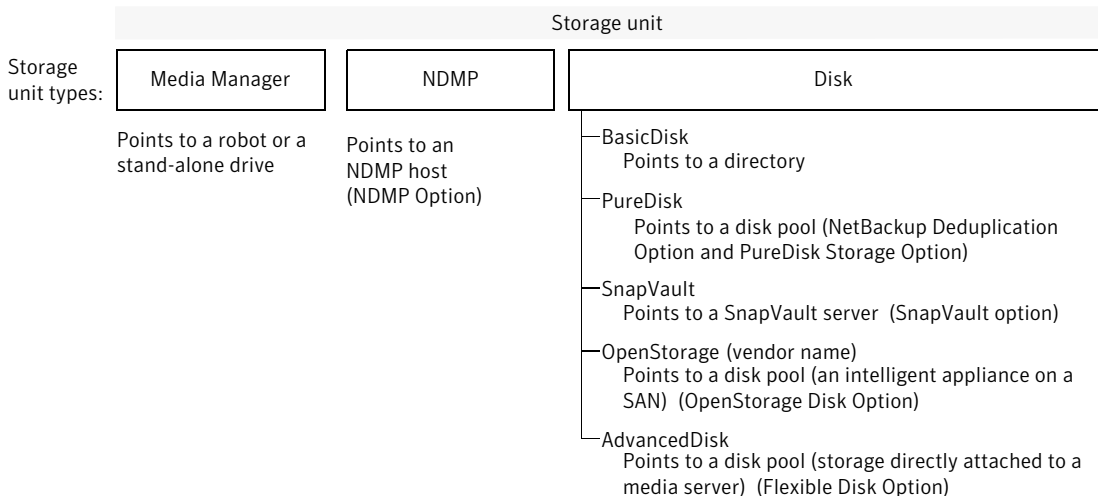 Storage unit
Storage
unit types:
Media Manager
NDMP
Disk
Points to a robot or a
stand-alone drive
Points to an
NDMP host
(NDMP Option)
BasicDisk
Points to a directory
PureDisk
Points to a disk pool (NetBackup Deduplication
Option and PureDisk Storage Option)
SnapVault
Points to a SnapVault server (SnapVault option)
OpenStorage (vendor name)
Points to a disk pool (an intelligent appliance on a
SAN) (OpenStorage Disk Option)
AdvancedDisk
Points to a disk pool (storage directly attached to a
media server) (Flexible Disk Option)